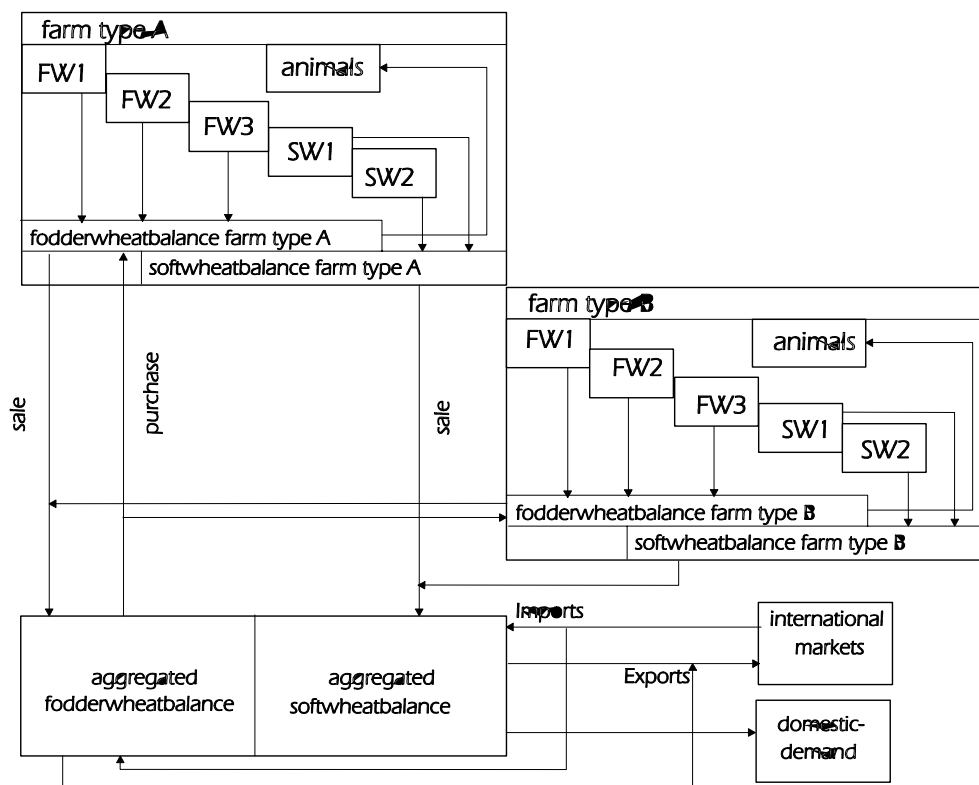 farm type A
FW1
animals
FW2
FW3
SW1
SW2
fodderwheatbalance farm type A
softwheatbalance farm type A
farm type B
FW1
animals
FW2
FW3
SW1
SW2
sale
purchase
sale
fodderwheatbalance farm type B
softwheatbalance farm type B
Imports
international
markets
Exports
aggregated
fodderwheatbalance
aggregated
softwheatbalance
domestic-
demand